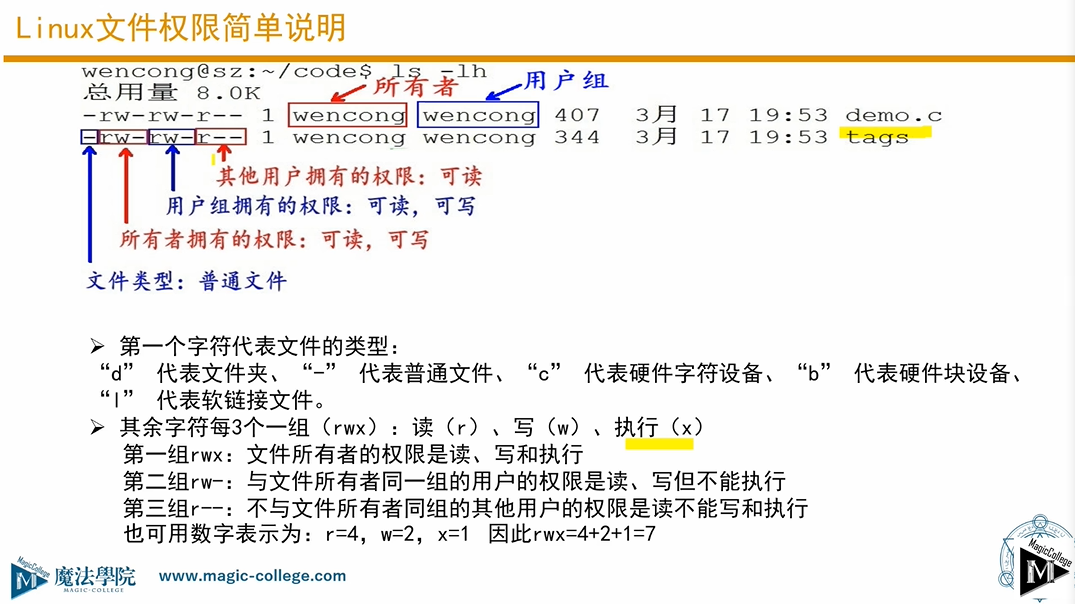 Linux文件权限简单说明
wencong@sz:~/code$ ls -lh
所有者
用户组
总用量 8.0K
-rw-rw-r-- 1 wencong wencong 407 3月 17 19:53 demo.c
-rw-rw-r-- 1 wencong wencong 344 3月 17 19:53 tags
其他用户拥有的权限：可读
用户组拥有的权限：可读，可写
所有者拥有的权限：可读，可写
文件类型：普通文件
➢ 第一个字符代表文件的类型：
“d” 代表文件夹、“-” 代表普通文件、“c” 代表硬件字符设备、“b” 代表硬件块设备、
“l” 代表软链接文件。
➢ 其余字符每3个一组（rwx）：读（r）、写（w）、执行（x）
第一组rwx：文件所有者的权限是读、写和执行
第二组rw-：与文件所有者同一组的用户的权限是读、写但不能执行
第三组r--：不与文件所有者同组的其他用户的权限是读不能写和执行
也可用数字表示为：r=4，w=2，x=1 因此rwx=4+2+1=7
MagicCollege
M
魔法學院
MAGIC-COLLEGE
www.magic-college.com
MagicCollege
M